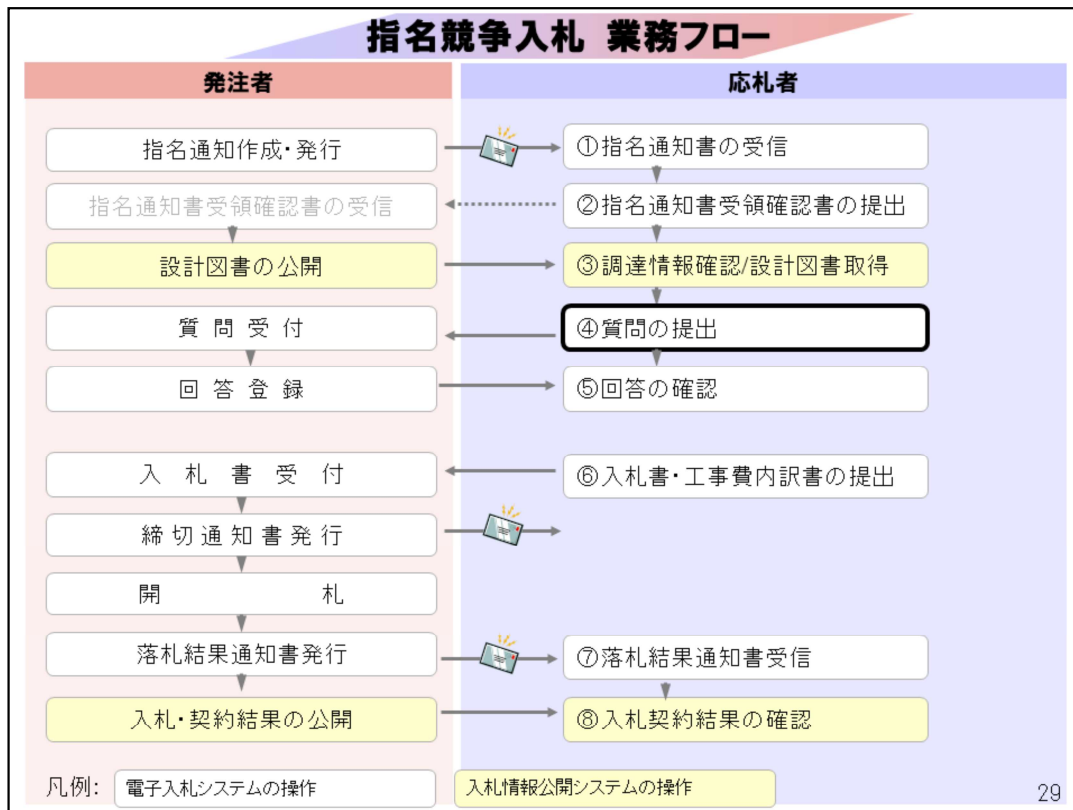 指名競争入札 業務フロー
発注者
応札者
指名通知作成・発行
①指名通知書の受信
指名通知書受領確認書の受信
②指名通知書受領確認書の提出
設計図書の公開
③調達情報確認/設計図書取得
質問受付
④質問の提出
回答登録
⑤回答の確認
入札書受付
⑥入札書・工事費内訳書の提出
締切通知書発行
開札
落札結果通知書発行
⑦落札結果通知書受信
入札・契約結果の公開
⑧入札契約結果の確認
凡例:
電子入札システムの操作
入札情報公開システムの操作
29